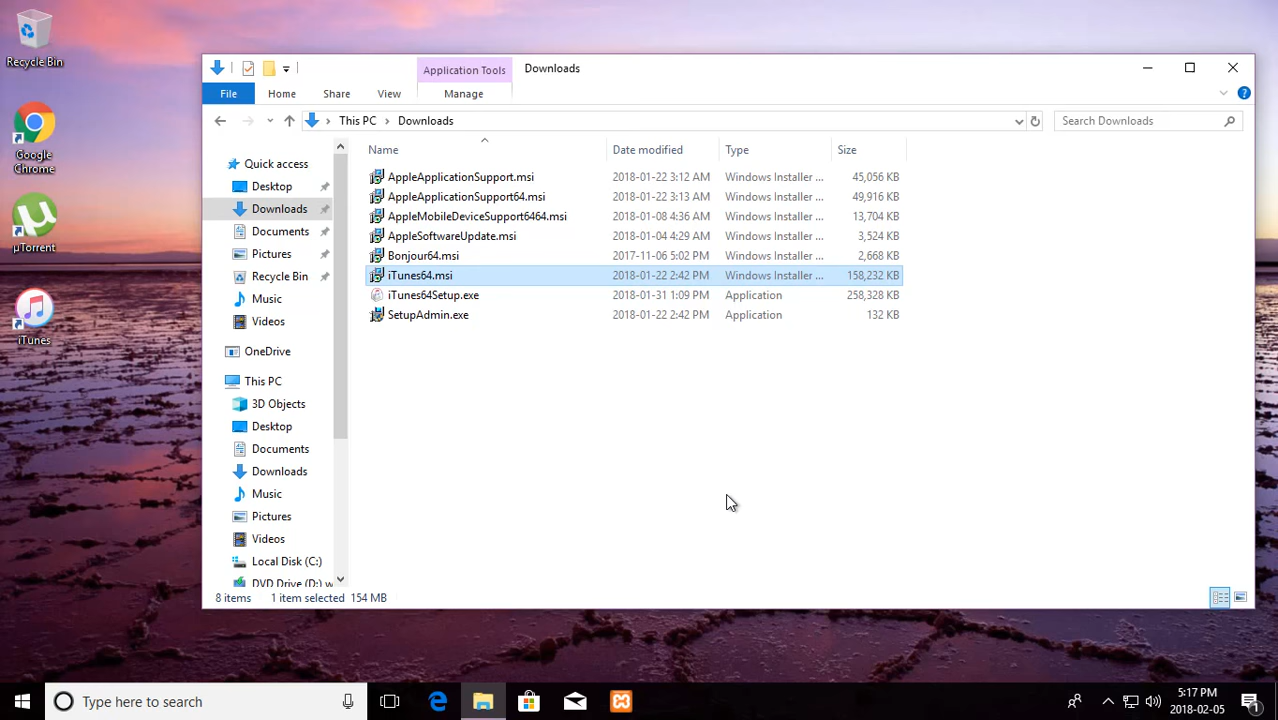 Recycle Bin
Google
Chrome
µTorrent
iTunes
Application Tools
Downloads
File
Home
Share
View
Manage
This PC
Downloads
Search Downloads
Name
Date modified
Type
Size
Quick access
Desktop
Downloads
Documents
Pictures
Recycle Bin
Music
Videos
OneDrive
This PC
3D Objects
Desktop
Documents
Downloads
Music
Pictures
Videos
Local Disk (C:)
DVD Drive (D:) w
AppleApplicationSupport.msi 2018-01-22 3:12 AM Windows Installer ... 45,056 KB
AppleApplicationSupport64.msi 2018-01-22 3:13 AM Windows Installer ... 49,916 KB
AppleMobileDeviceSupport6464.msi 2018-01-08 4:36 AM Windows Installer ... 13,704 KB
AppleSoftwareUpdate.msi 2018-01-04 4:29 AM Windows Installer ... 3,524 KB
Bonjour64.msi 2017-11-06 5:02 PM Windows Installer ... 2,668 KB
iTunes64.msi 2018-01-22 2:42 PM Windows Installer ... 158,232 KB
iTunes64Setup.exe 2018-01-31 1:09 PM Application 258,328 KB
SetupAdmin.exe 2018-01-22 2:42 PM Application 132 KB
8 items 1 item selected 154 MB
Type here to search
5:17 PM
2018-02-05
1